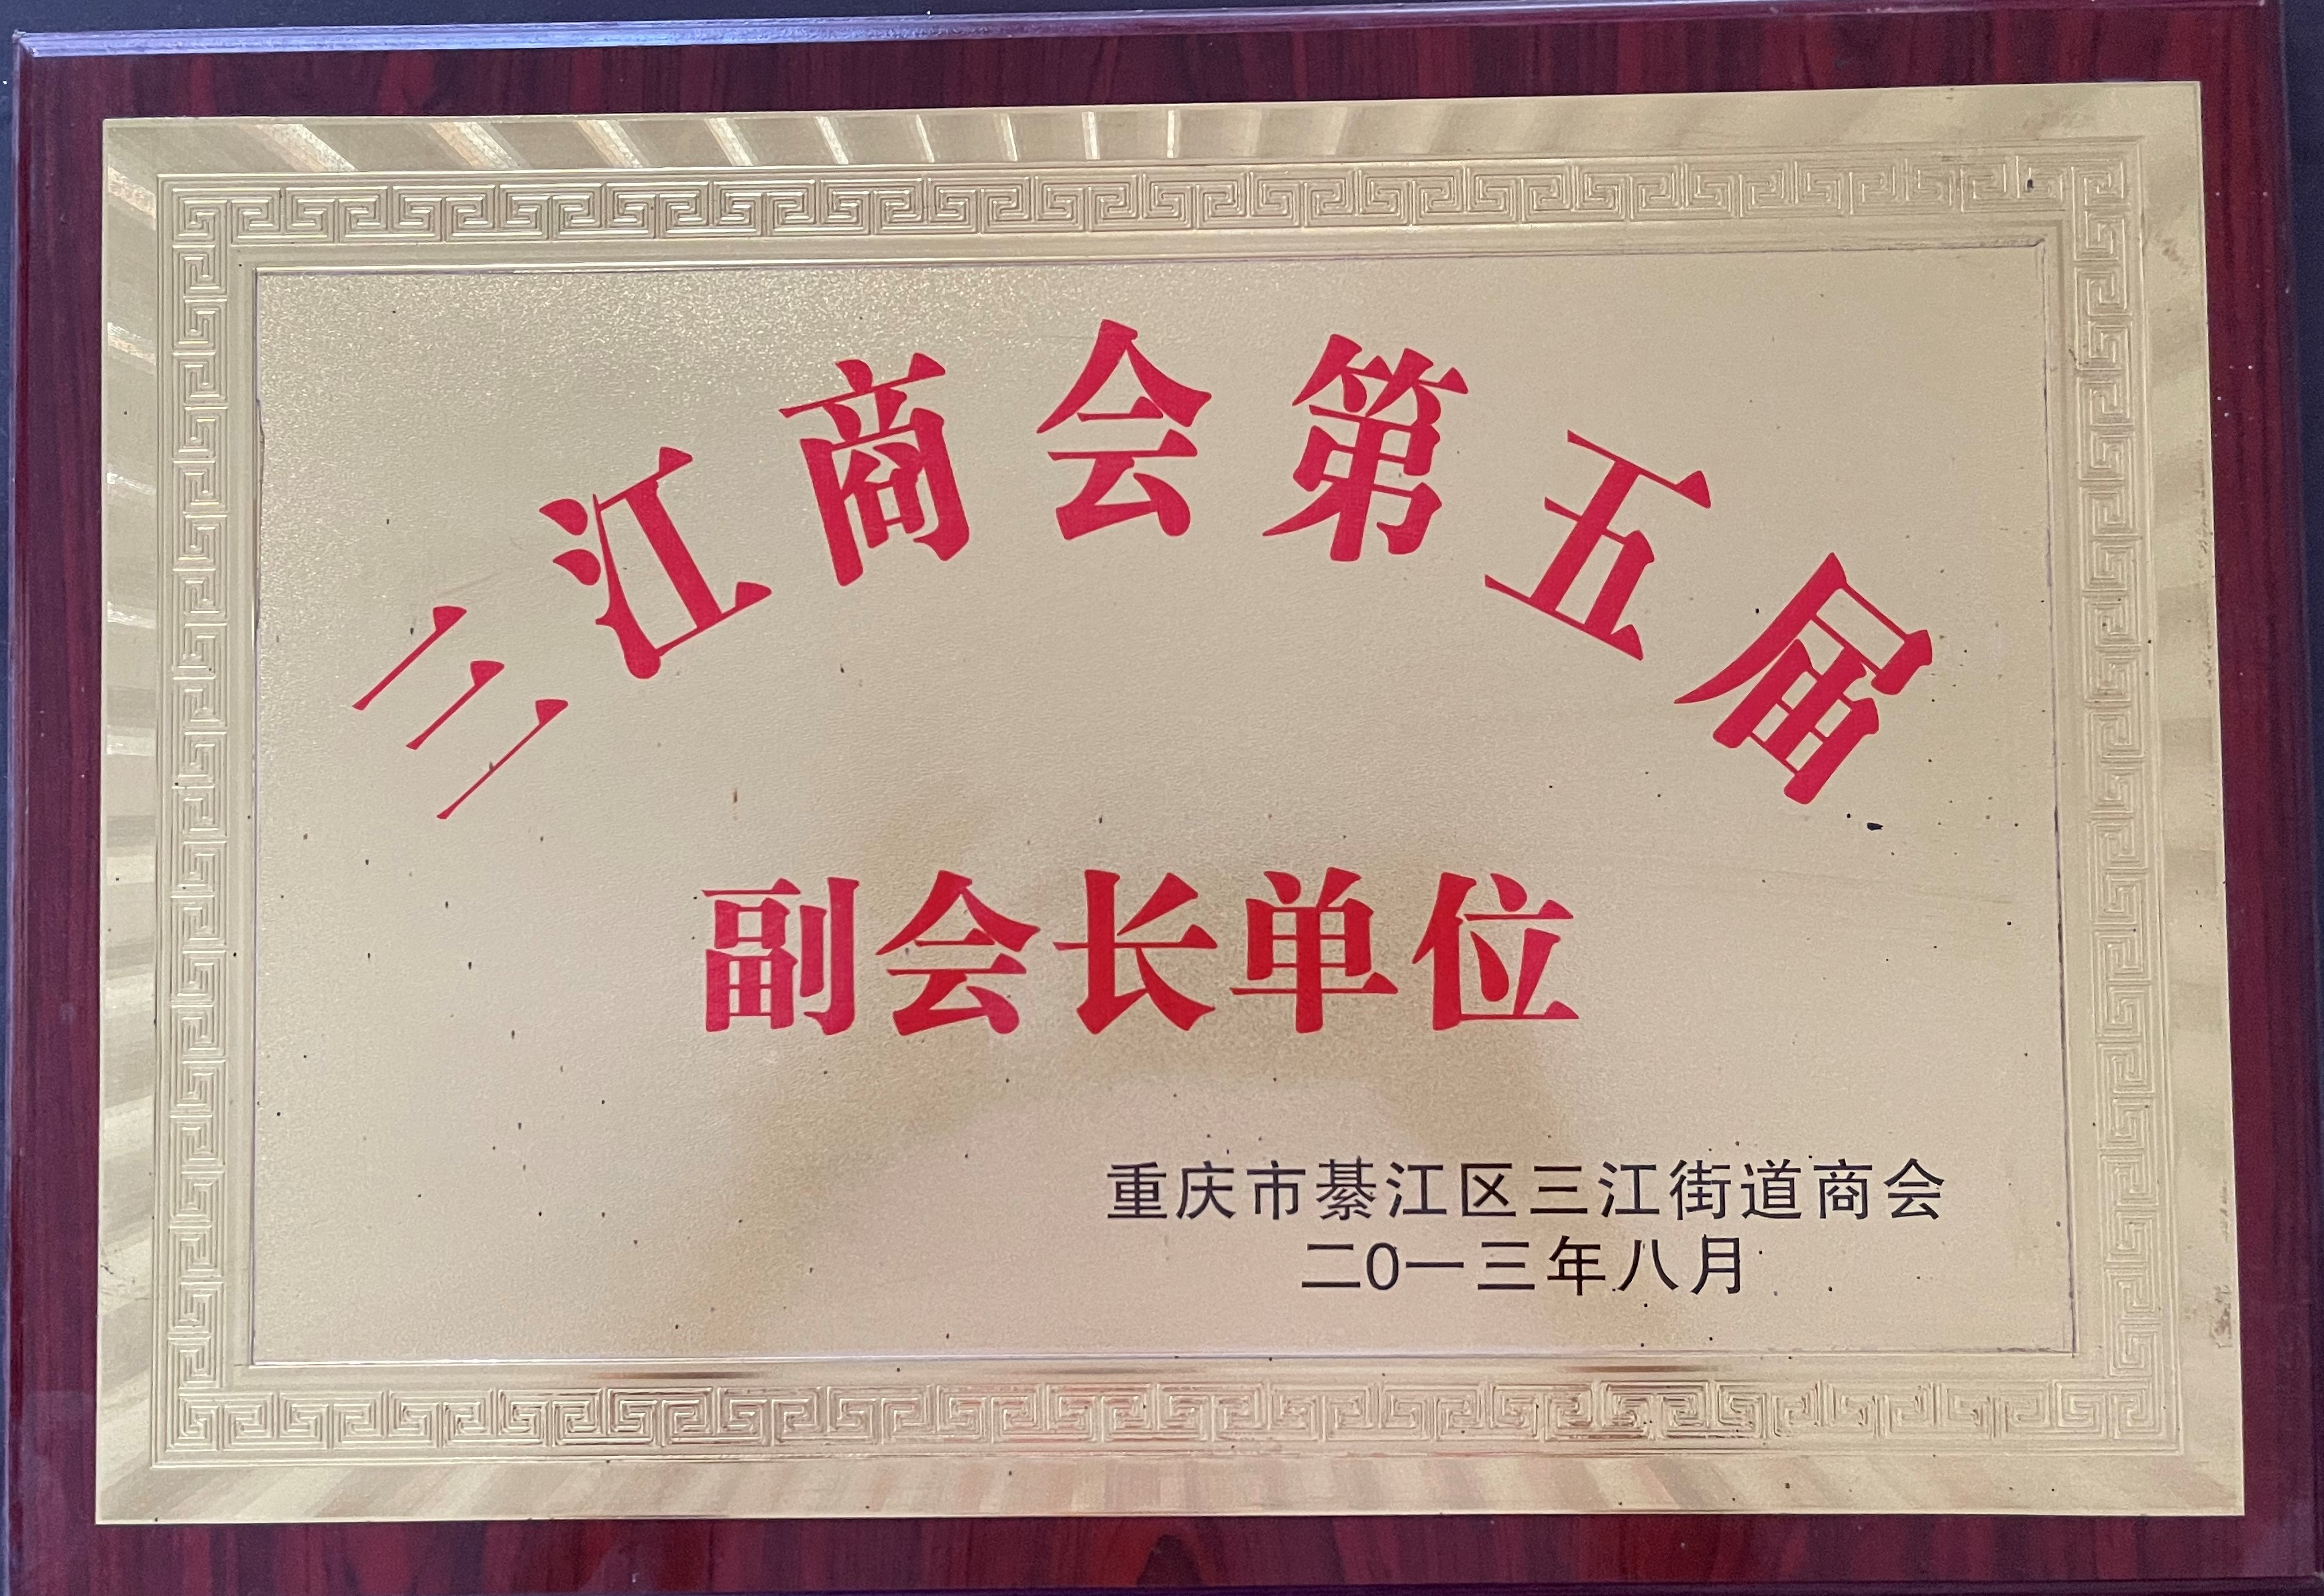 三江商会第五届
副会长单位
重庆市綦江区三江街道商会
二0一三年八月